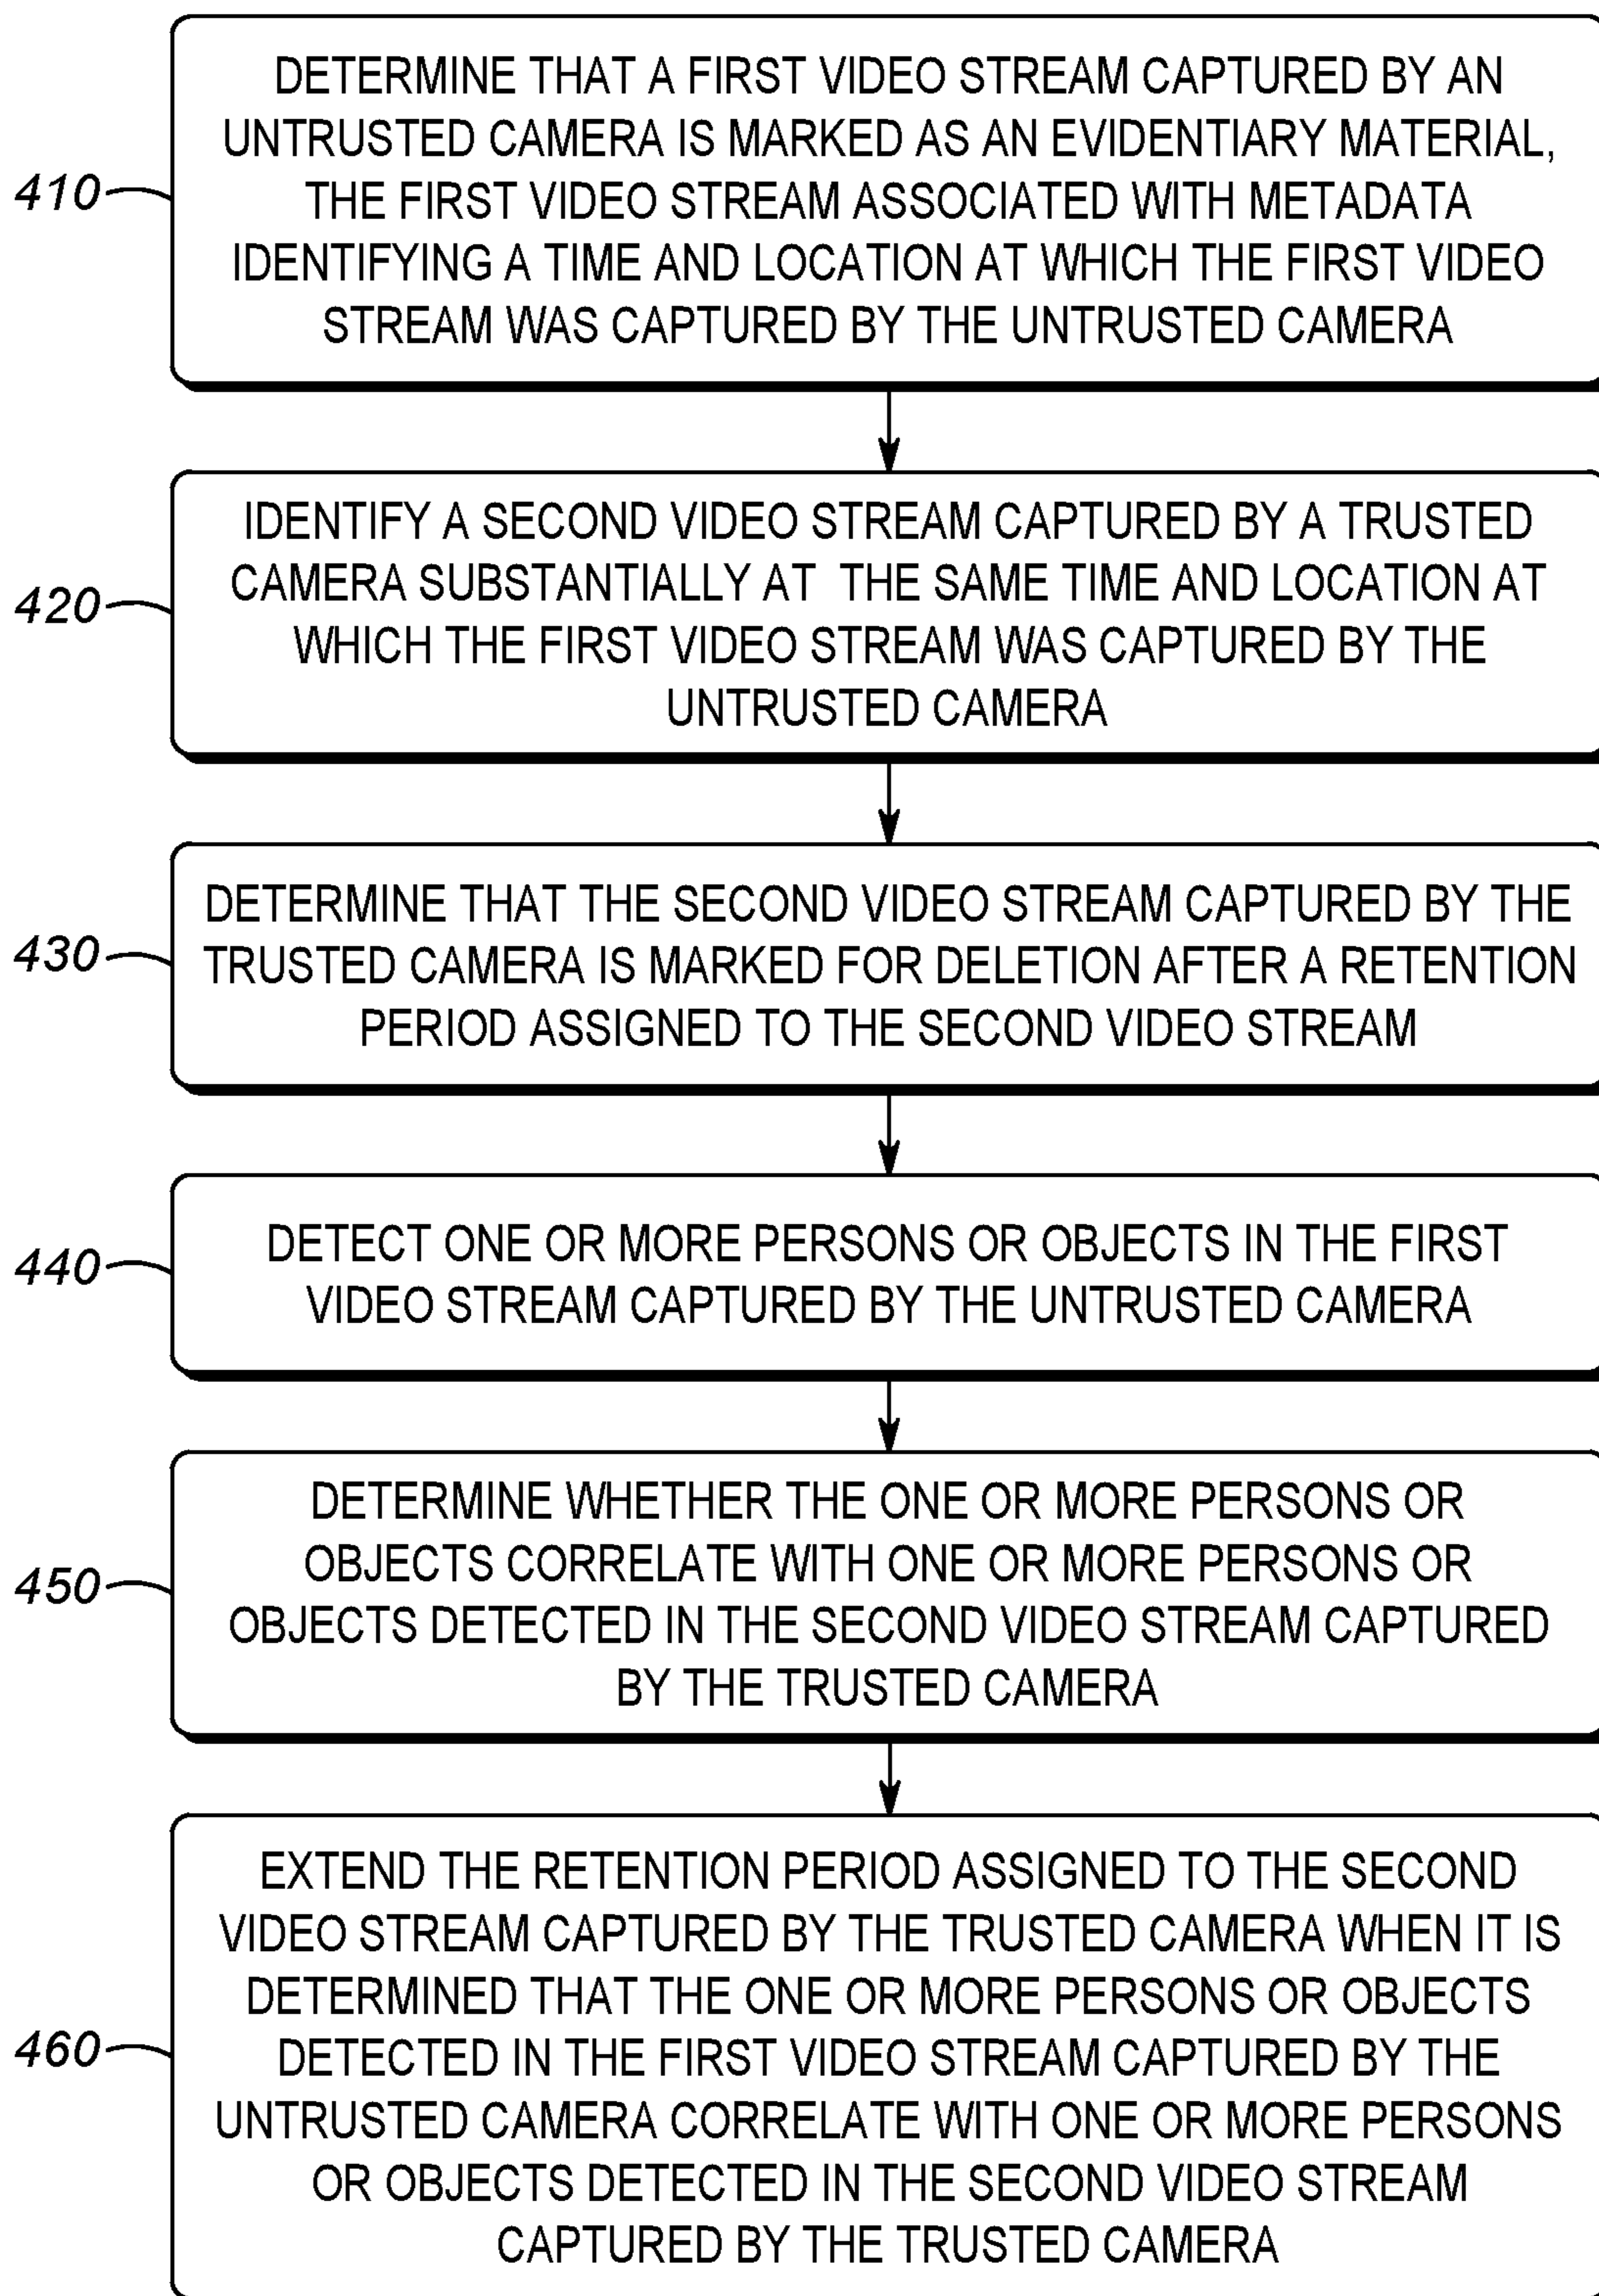 DETERMINE THAT A FIRST VIDEO STREAM CAPTURED BY AN
UNTRUSTED CAMERA IS MARKED AS AN EVIDENTIARY MATERIAL,
410
THE FIRST VIDEO STREAM ASSOCIATED WITH METADATA
IDENTIFYING A TIME AND LOCATION AT WHICH THE FIRST VIDEO
STREAM WAS CAPTURED BY THE UNTRUSTED CAMERA
IDENTIFY A SECOND VIDEO STREAM CAPTURED BY A TRUSTED
CAMERA SUBSTANTIALLY AT THE SAME TIME AND LOCATION AT
420
WHICH THE FIRST VIDEO STREAM WAS CAPTURED BY THE
UNTRUSTED CAMERA
DETERMINE THAT THE SECOND VIDEO STREAM CAPTURED BY THE
430
TRUSTED CAMERA IS MARKED FOR DELETION AFTER A RETENTION
PERIOD ASSIGNED TO THE SECOND VIDEO STREAM
DETECT ONE OR MORE PERSONS OR OBJECTS IN THE FIRST
440
VIDEO STREAM CAPTURED BY THE UNTRUSTED CAMERA
DETERMINE WHETHER THE ONE OR MORE PERSONS OR
OBJECTS CORRELATE WITH ONE OR MORE PERSONS OR
450
OBJECTS DETECTED IN THE SECOND VIDEO STREAM CAPTURED
BY THE TRUSTED CAMERA
EXTEND THE RETENTION PERIOD ASSIGNED TO THE SECOND
VIDEO STREAM CAPTURED BY THE TRUSTED CAMERA WHEN IT IS
DETERMINED THAT THE ONE OR MORE PERSONS OR OBJECTS
460
DETECTED IN THE FIRST VIDEO STREAM CAPTURED BY THE
UNTRUSTED CAMERA CORRELATE WITH ONE OR MORE PERSONS
OR OBJECTS DETECTED IN THE SECOND VIDEO STREAM
CAPTURED BY THE TRUSTED CAMERA